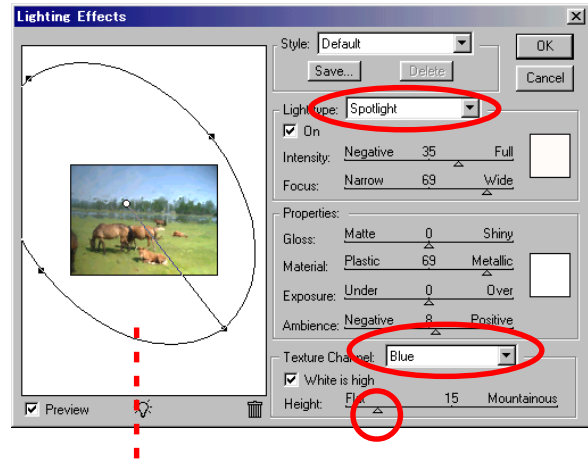 Lighting Effects
Style: Default
Save... Delete
OK
Cancel
Light type: Spotlight
On
Intensity: Negative 35 Full
Focus: Narrow 69 Wide
Properties:
Gloss: Matte 0 Shiny
Material: Plastic 69 Metallic
Exposure: Under 0 Over
Ambience: Negative 8 Positive
Texture Channel: Blue
White is high
Height: Flat 15 Mountainous
Preview